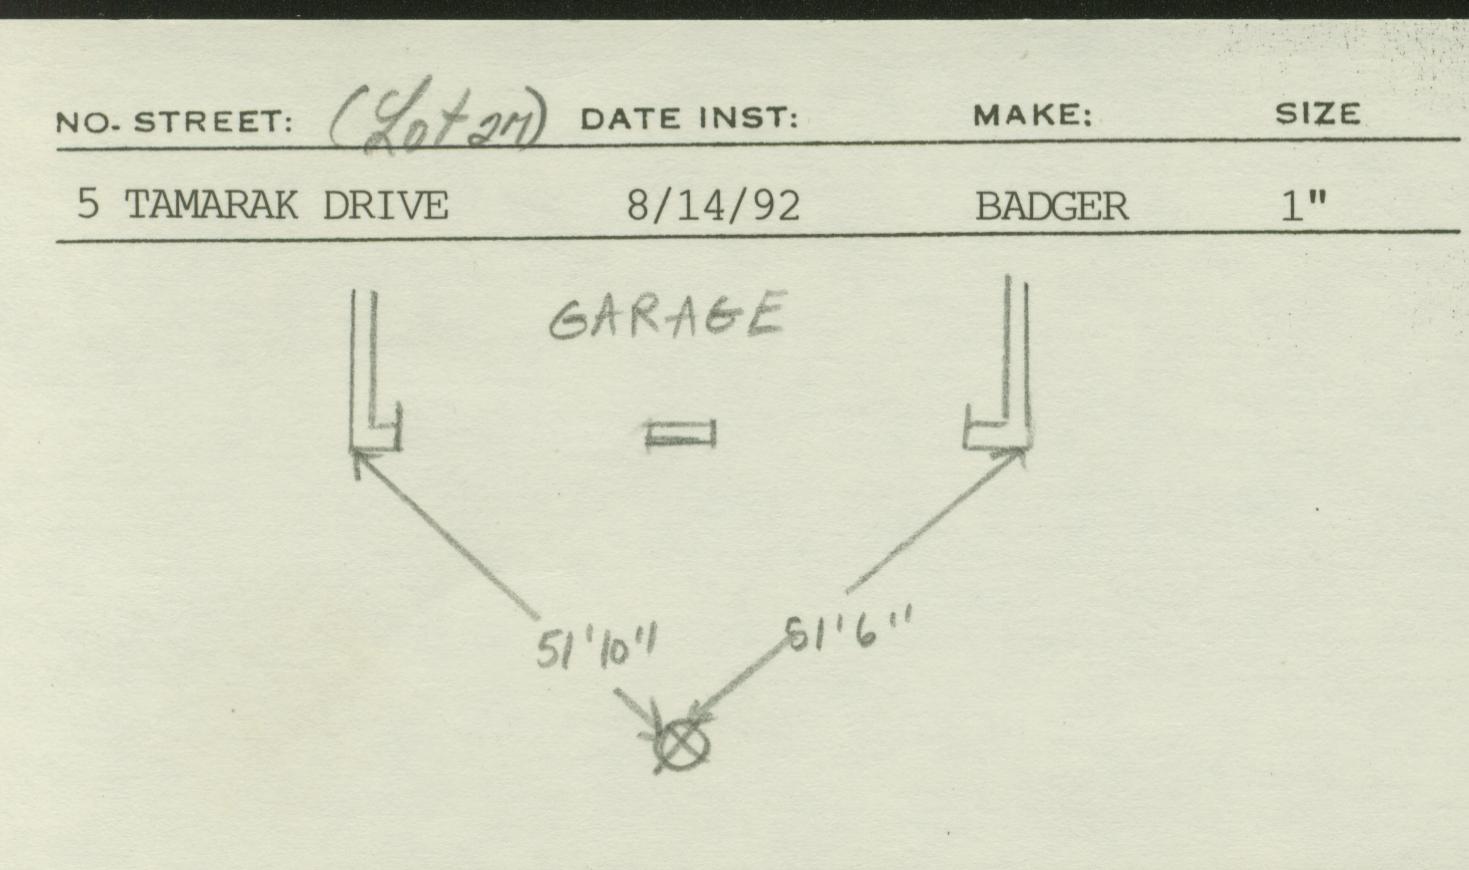 NO. STREET: (Lot 27) DATE INST: MAKE: SIZE
5 TAMARAK DRIVE 8/14/92 BADGER 1"
GARAGE
51'10" 51'6"